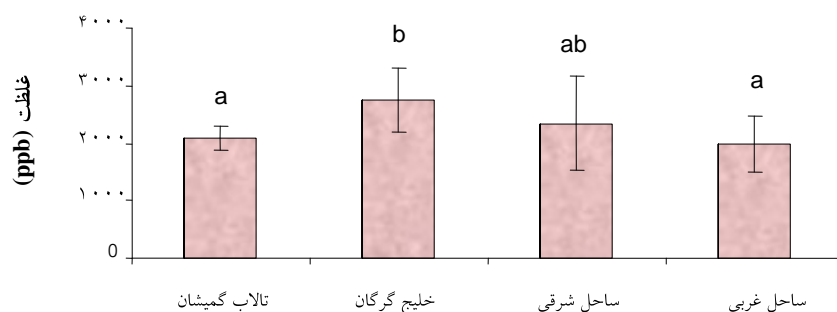 غلظت (ppb)
۴۰۰۰
۳۰۰۰
۲۰۰۰
۱۰۰۰
0
a
b
ab
a
تالاب گمیشان
خلیج گرگان
ساحل شرقی
ساحل غربی